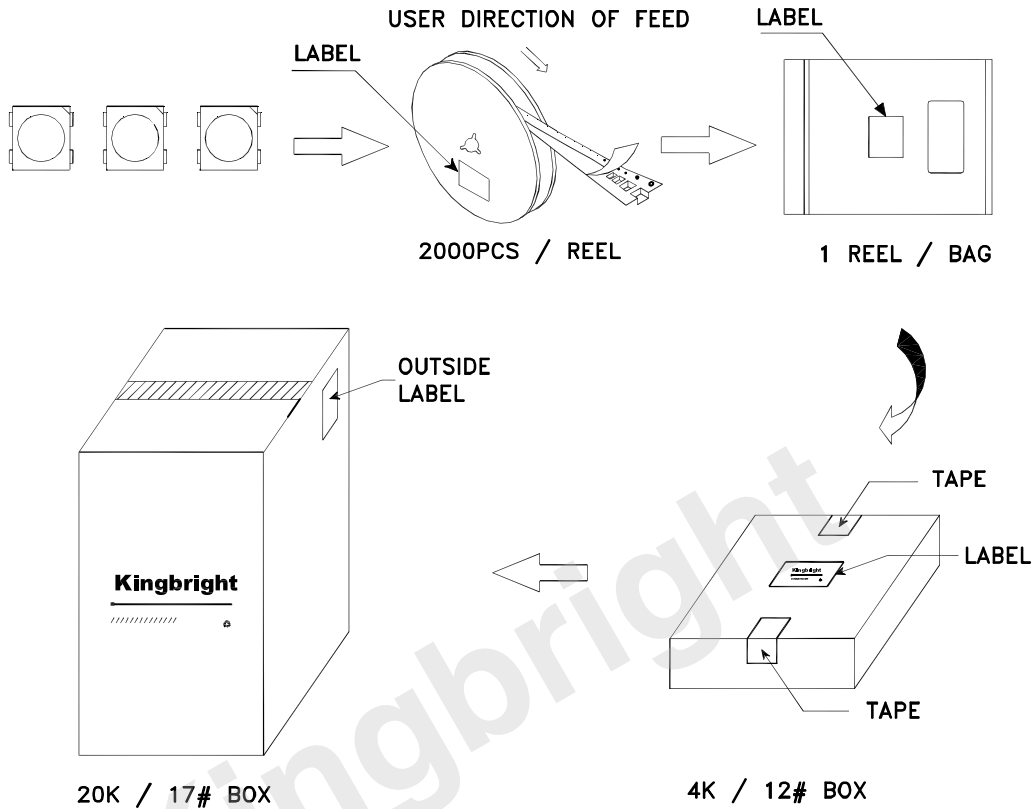 USER DIRECTION OF FEED
LABEL
LABEL
2000PCS / REEL
1 REEL / BAG
OUTSIDE
LABEL
TAPE
LABEL
Kingbright
Kingbright
TAPE
20K / 17# BOX
4K / 12# BOX
Kingbright